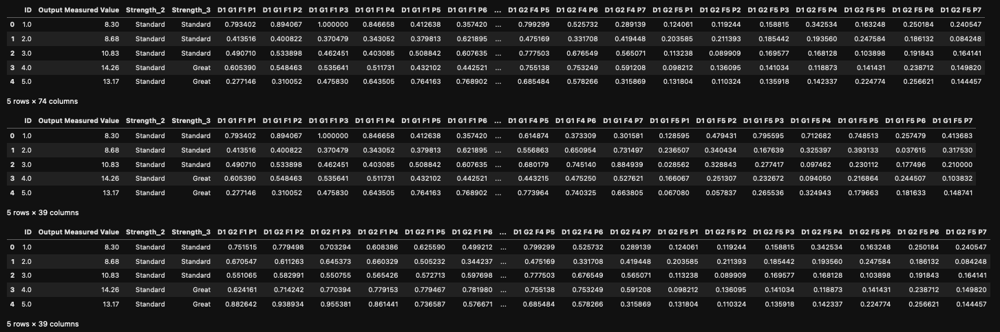 ID Output Measured Value Strength_2 Strength_3 D1 G1 F1 P1 D1 G1 F1 P2 D1 G1 F1 P3 D1 G1 F1 P4 D1 G1 F1 P5 D1 G1 F1 P6 ... D1 G2 F4 P5 D1 G2 F4 P6 D1 G2 F4 P7 D1 G2 F5 P1 D1 G2 F5 P2 D1 G2 F5 P3 D1 G2 F5 P4 D1 G2 F5 P5 D1 G2 F5 P6 D1 G2 F5 P7
0 1.0 8.30 Standard Standard 0.793402 0.894067 1.000000 0.846658 0.412638 0.357420 ... 0.799299 0.525732 0.289139 0.124061 0.119244 0.158815 0.342534 0.163248 0.250184 0.240547
1 2.0 8.68 Standard Standard 0.413516 0.400822 0.370479 0.343052 0.379813 0.621895 ... 0.475169 0.331708 0.419448 0.203585 0.211393 0.185442 0.193560 0.247584 0.186132 0.084248
2 3.0 10.83 Standard Standard 0.490710 0.533898 0.462451 0.403085 0.508842 0.607635 ... 0.777503 0.676549 0.565071 0.113238 0.089909 0.169577 0.168128 0.103898 0.191843 0.164141
3 4.0 14.26 Standard Great 0.605390 0.548463 0.535641 0.511731 0.432102 0.442521 ... 0.755138 0.753249 0.591208 0.098212 0.136095 0.141034 0.118873 0.141431 0.238712 0.149820
4 5.0 13.17 Standard Great 0.277146 0.310052 0.475830 0.643505 0.764163 0.768902 ... 0.685484 0.578266 0.315869 0.131804 0.110324 0.135918 0.142337 0.224774 0.256621 0.144457
5 rows × 74 columns
ID Output Measured Value Strength_2 Strength_3 D1 G1 F1 P1 D1 G1 F1 P2 D1 G1 F1 P3 D1 G1 F1 P4 D1 G1 F1 P5 D1 G1 F1 P6 ... D1 G1 F4 P5 D1 G1 F4 P6 D1 G1 F4 P7 D1 G1 F5 P1 D1 G1 F5 P2 D1 G1 F5 P3 D1 G1 F5 P4 D1 G1 F5 P5 D1 G1 F5 P6 D1 G1 F5 P7
0 1.0 8.30 Standard Standard 0.793402 0.894067 1.000000 0.846658 0.412638 0.357420 ... 0.614874 0.373309 0.301581 0.128595 0.479431 0.795595 0.712682 0.748513 0.257479 0.413683
1 2.0 8.68 Standard Standard 0.413516 0.400822 0.370479 0.343052 0.379813 0.621895 ... 0.556863 0.650954 0.731497 0.236507 0.340434 0.167639 0.325397 0.393133 0.037615 0.317530
2 3.0 10.83 Standard Standard 0.490710 0.533898 0.462451 0.403085 0.508842 0.607635 ... 0.680179 0.745140 0.884939 0.028562 0.328843 0.277417 0.097462 0.230112 0.177496 0.210000
3 4.0 14.26 Standard Great 0.605390 0.548463 0.535641 0.511731 0.432102 0.442521 ... 0.443215 0.475250 0.527621 0.166067 0.251307 0.232672 0.094050 0.216864 0.244507 0.103832
4 5.0 13.17 Standard Great 0.277146 0.310052 0.475830 0.643505 0.764163 0.768902 ... 0.773964 0.740325 0.663805 0.067080 0.057837 0.265536 0.324943 0.179663 0.181633 0.148741
5 rows × 39 columns
ID Output Measured Value Strength_2 Strength_3 D1 G2 F1 P1 D1 G2 F1 P2 D1 G2 F1 P3 D1 G2 F1 P4 D1 G2 F1 P5 D1 G2 F1 P6 ... D1 G2 F4 P5 D1 G2 F4 P6 D1 G2 F4 P7 D1 G2 F5 P1 D1 G2 F5 P2 D1 G2 F5 P3 D1 G2 F5 P4 D1 G2 F5 P5 D1 G2 F5 P6 D1 G2 F5 P7
0 1.0 8.30 Standard Standard 0.751515 0.779498 0.703294 0.608386 0.625590 0.499212 ... 0.799299 0.525732 0.289139 0.124061 0.119244 0.158815 0.342534 0.163248 0.250184 0.240547
1 2.0 8.68 Standard Standard 0.670547 0.611263 0.645373 0.660329 0.505232 0.344237 ... 0.475169 0.331708 0.419448 0.203585 0.211393 0.185442 0.193560 0.247584 0.186132 0.084248
2 3.0 10.83 Standard Standard 0.551065 0.582991 0.550755 0.565426 0.572713 0.597698 ... 0.777503 0.676549 0.565071 0.113238 0.089909 0.169577 0.168128 0.103898 0.191843 0.164141
3 4.0 14.26 Standard Great 0.624161 0.714242 0.770394 0.779153 0.779467 0.781980 ... 0.755138 0.753249 0.591208 0.098212 0.136095 0.141034 0.118873 0.141431 0.238712 0.149820
4 5.0 13.17 Standard Great 0.882642 0.938934 0.955381 0.861441 0.736587 0.576671 ... 0.685484 0.578266 0.315869 0.131804 0.110324 0.135918 0.142337 0.224774 0.256621 0.144457
5 rows × 39 columns